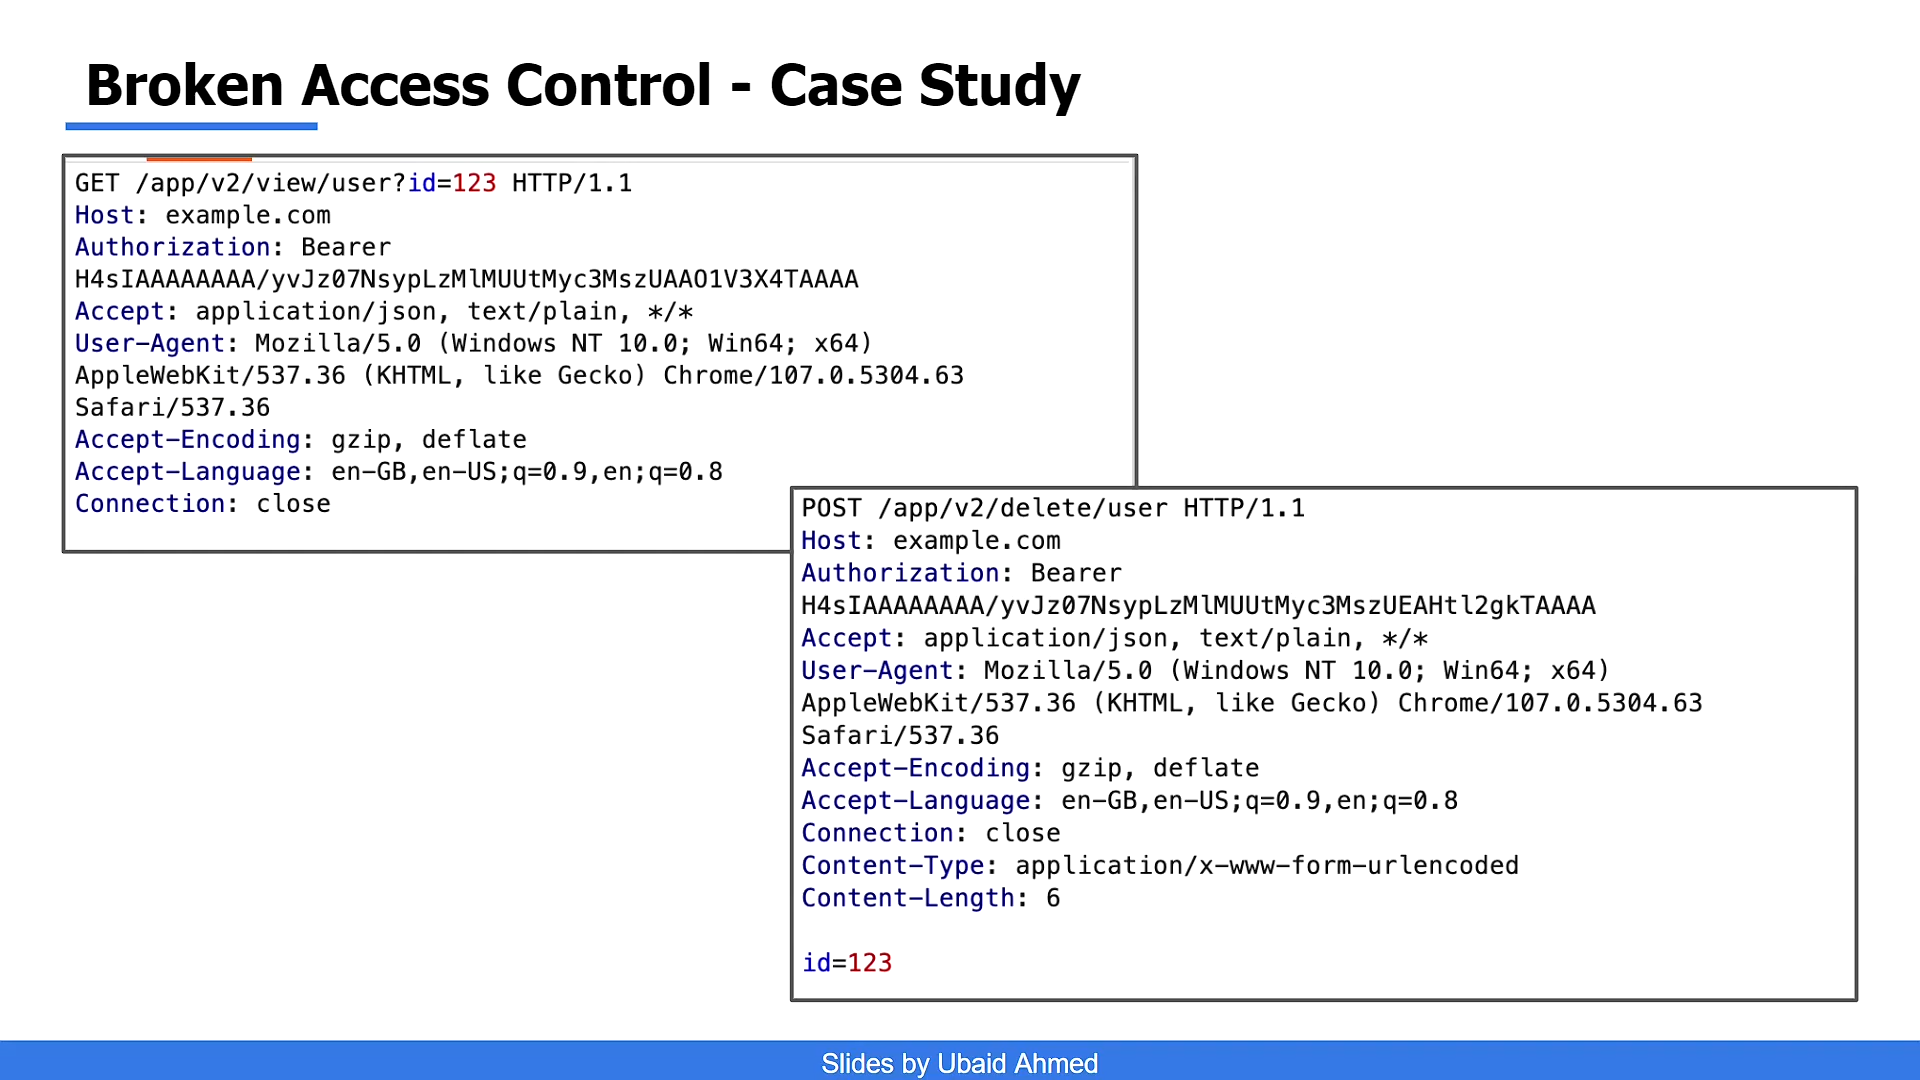 Broken Access Control - Case Study
GET /app/v2/view/user?id=123 HTTP/1.1
Host: example.com
Authorization: Bearer
H4sIAAAAAAAA/yvJz07NsypLzMlMUUtMyc3MszUAAO1V3X4TAAAA
Accept: application/json, text/plain, */*
User-Agent: Mozilla/5.0 (Windows NT 10.0; Win64; x64)
AppleWebKit/537.36 (KHTML, like Gecko) Chrome/107.0.5304.63
Safari/537.36
Accept-Encoding: gzip, deflate
Accept-Language: en-GB,en-US;q=0.9,en;q=0.8
Connection: close
POST /app/v2/delete/user HTTP/1.1
Host: example.com
Authorization: Bearer
H4sIAAAAAAAA/yvJz07NsypLzMlMUUtMyc3MszUEAHtl2gkTAAAA
Accept: application/json, text/plain, */*
User-Agent: Mozilla/5.0 (Windows NT 10.0; Win64; x64)
AppleWebKit/537.36 (KHTML, like Gecko) Chrome/107.0.5304.63
Safari/537.36
Accept-Encoding: gzip, deflate
Accept-Language: en-GB,en-US;q=0.9,en;q=0.8
Connection: close
Content-Type: application/x-www-form-urlencoded
Content-Length: 6
id=123
Slides by Ubaid Ahmed